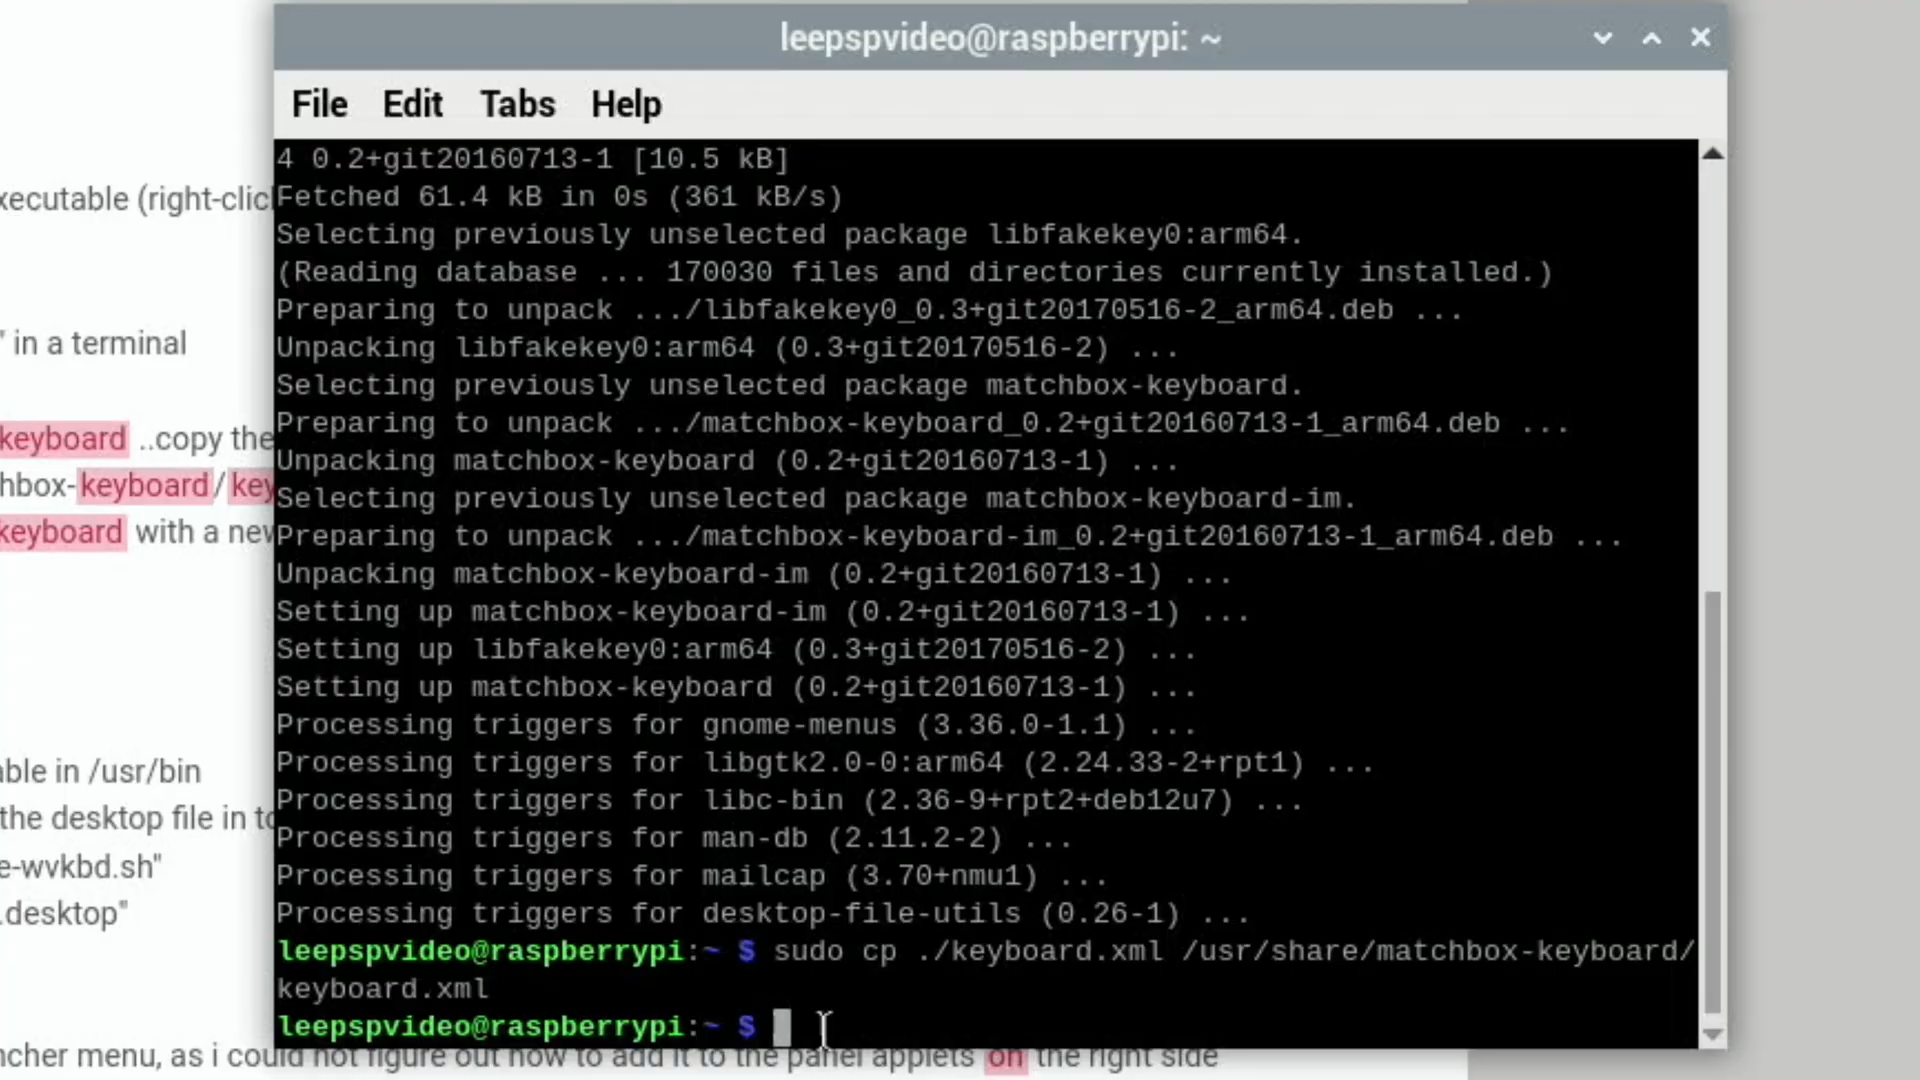 leepspvideo@raspberrypi: ~
File Edit Tabs Help
4 0.2+git20160713-1 [10.5 kB]
Fetched 61.4 kB in 0s (361 kB/s)
Selecting previously unselected package libfakekey0:arm64.
(Reading database ... 170030 files and directories currently installed.)
Preparing to unpack .../libfakekey0_0.3+git20170516-2_arm64.deb ...
Unpacking libfakekey0:arm64 (0.3+git20170516-2) ...
Selecting previously unselected package matchbox-keyboard.
Preparing to unpack .../matchbox-keyboard_0.2+git20160713-1_arm64.deb ...
Unpacking matchbox-keyboard (0.2+git20160713-1) ...
Selecting previously unselected package matchbox-keyboard-im.
Preparing to unpack .../matchbox-keyboard-im_0.2+git20160713-1_arm64.deb ...
Unpacking matchbox-keyboard-im (0.2+git20160713-1) ...
Setting up matchbox-keyboard-im (0.2+git20160713-1) ...
Setting up libfakekey0:arm64 (0.3+git20170516-2) ...
Setting up matchbox-keyboard (0.2+git20160713-1) ...
Processing triggers for gnome-menus (3.36.0-1.1) ...
Processing triggers for libgtk2.0-0:arm64 (2.24.33-2+rpt1) ...
Processing triggers for libc-bin (2.36-9+rpt2+deb12u7) ...
Processing triggers for man-db (2.11.2-2) ...
Processing triggers for mailcap (3.70+nmu1) ...
Processing triggers for desktop-file-utils (0.26-1) ...
leepspvideo@raspberrypi:~ $ sudo cp ./keyboard.xml /usr/share/matchbox-keyboard/
keyboard.xml
leepspvideo@raspberrypi:~ $
xecutable (right-clic
" in a terminal
keyboard ..copy the
hbox-keyboard/key
keyboard with a new
able in /usr/bin
the desktop file in to
e-wvkbd.sh"
.desktop"
ncher menu, as i could not figure out how to add it to the panel applets on the right side